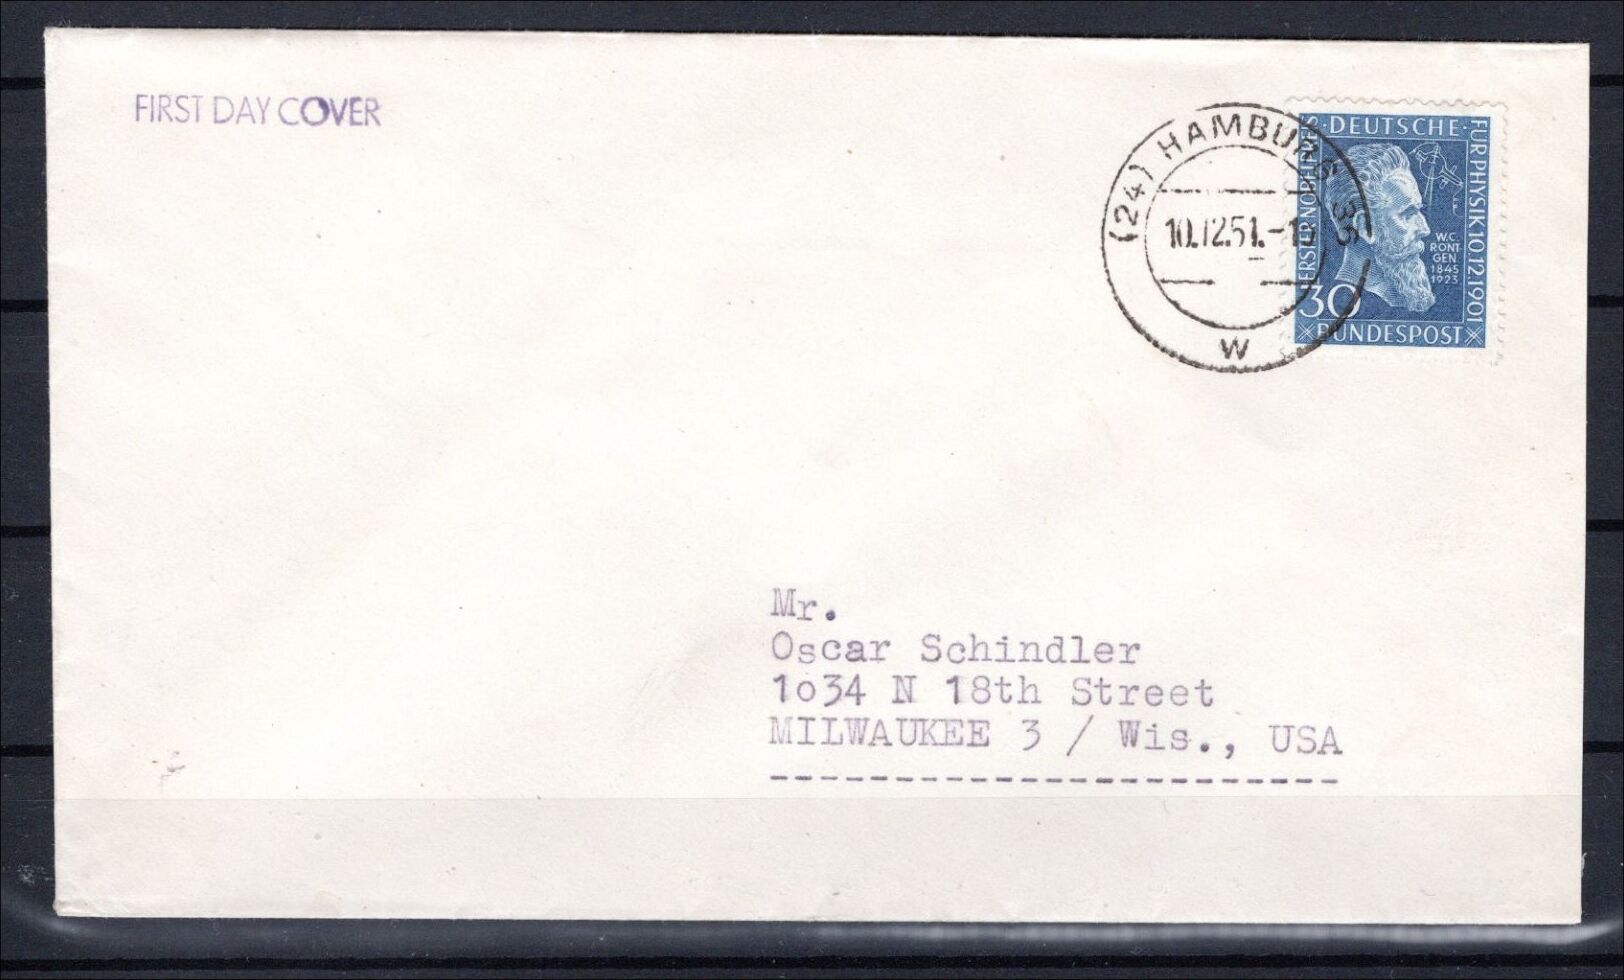 FIRST DAY COVER
(24) HAMBURG 36
10.12.51.-17
w
ERSTER NOBELPREIS
· DEUTSCHE ·
FÜR PHYSIK 10.12.1901
W.C.
RÖNT
GEN
1845
1923
30
BUNDESPOST
Mr.
Oscar Schindler
1o34 N 18th Street
MILWAUKEE 3 / Wis., USA
------------------------